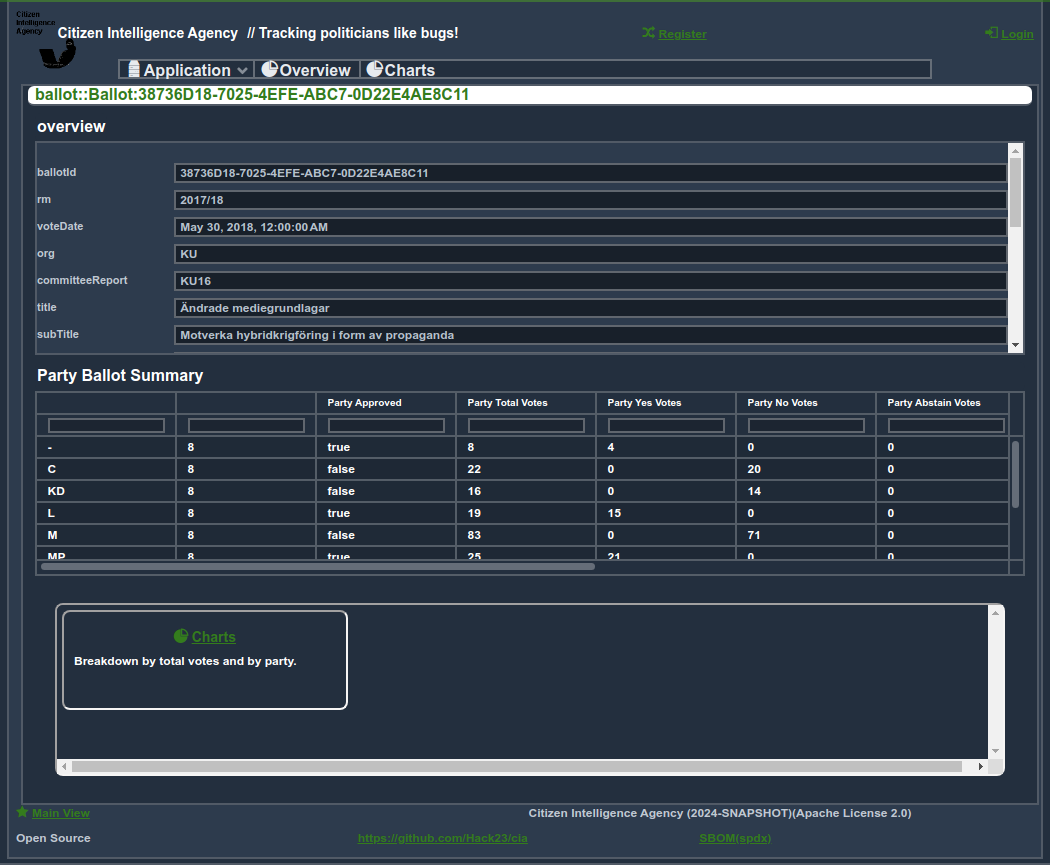 Citizen
Intelligence
Agency
Citizen Intelligence Agency // Tracking politicians like bugs!
Register
Login
Application
Overview
Charts
ballot::Ballot:38736D18-7025-4EFE-ABC7-0D22E4AE8C11
overview
ballotId 38736D18-7025-4EFE-ABC7-0D22E4AE8C11
rm 2017/18
voteDate May 30, 2018, 12:00:00 AM
org KU
committeeReport KU16
title Ändrade mediegrundlagar
subTitle Motverka hybridkrigföring i form av propaganda
Party Ballot Summary
Party Approved Party Total Votes Party Yes Votes Party No Votes Party Abstain Votes
- 8 true 8 4 0 0
C 8 false 22 0 20 0
KD 8 false 16 0 14 0
L 8 true 19 15 0 0
M 8 false 83 0 71 0
MP 8 true 25 21 0 0
Charts
Breakdown by total votes and by party.
Main View
Citizen Intelligence Agency (2024-SNAPSHOT)(Apache License 2.0)
Open Source
https://github.com/Hack23/cia
SBOM(spdx)